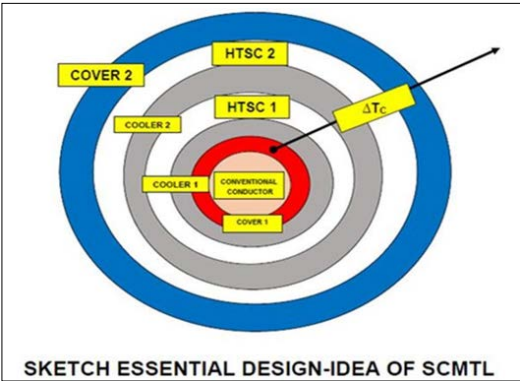 HTSC 2
COVER 2
ΔTC
HTSC 1
COOLER 2
COOLER 1
CONVENTIONAL
CONDUCTOR
COVER 1
SKETCH ESSENTIAL DESIGN-IDEA OF SCMTL